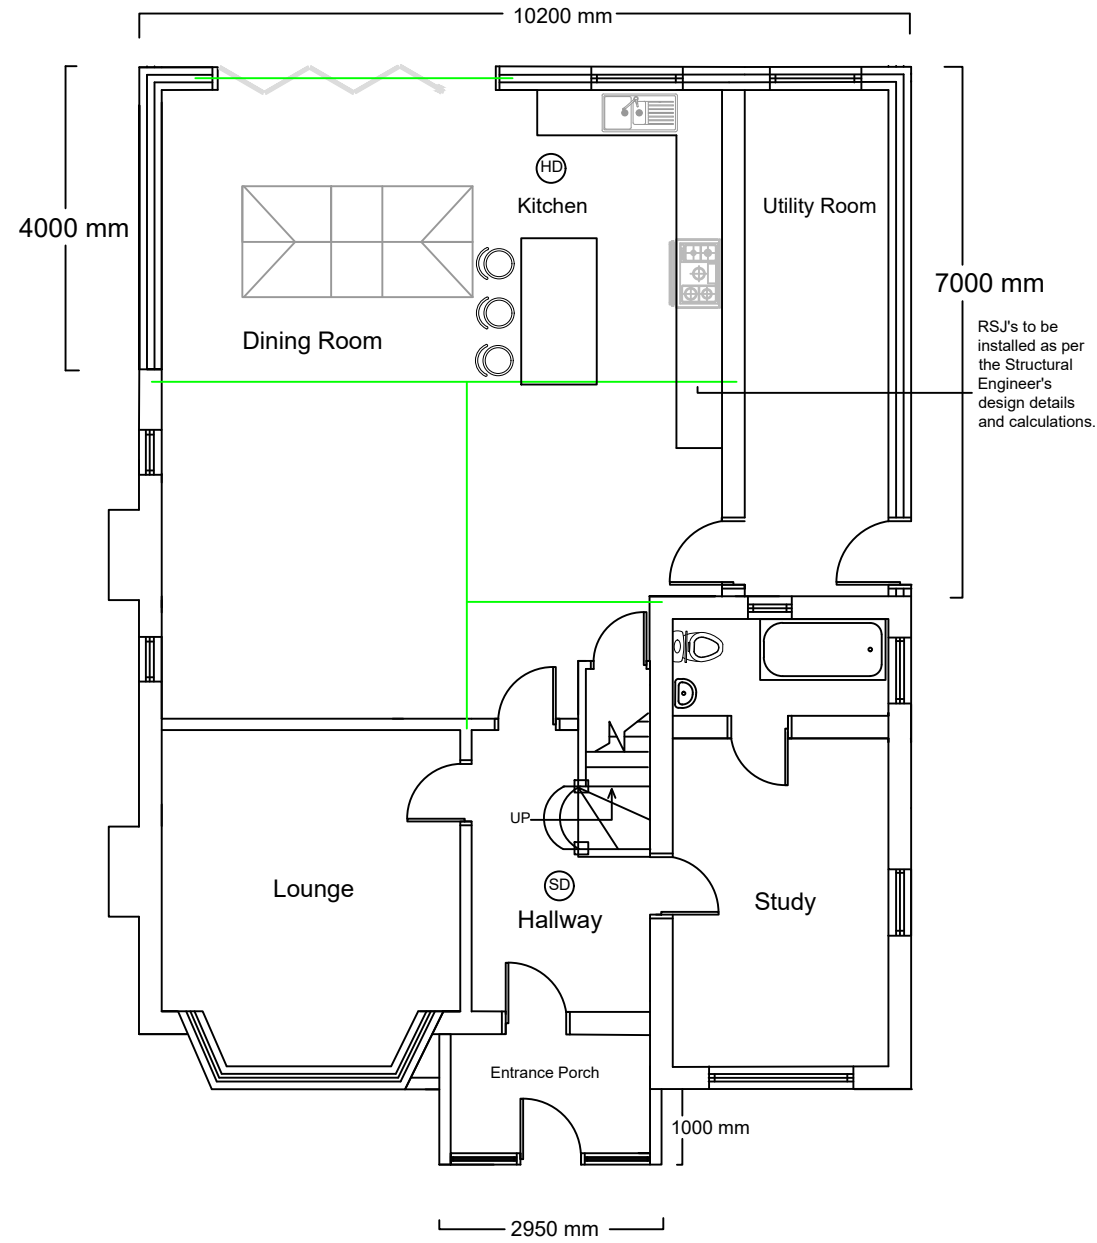 10200 mm
HD
Kitchen
Utility Room
4000 mm
7000 mm
RSJ's to be
installed as per
the Structural
Engineer's
design details
and calculations.
Dining Room
UP
Lounge
SD
Hallway
Study
Entrance Porch
1000 mm
2950 mm